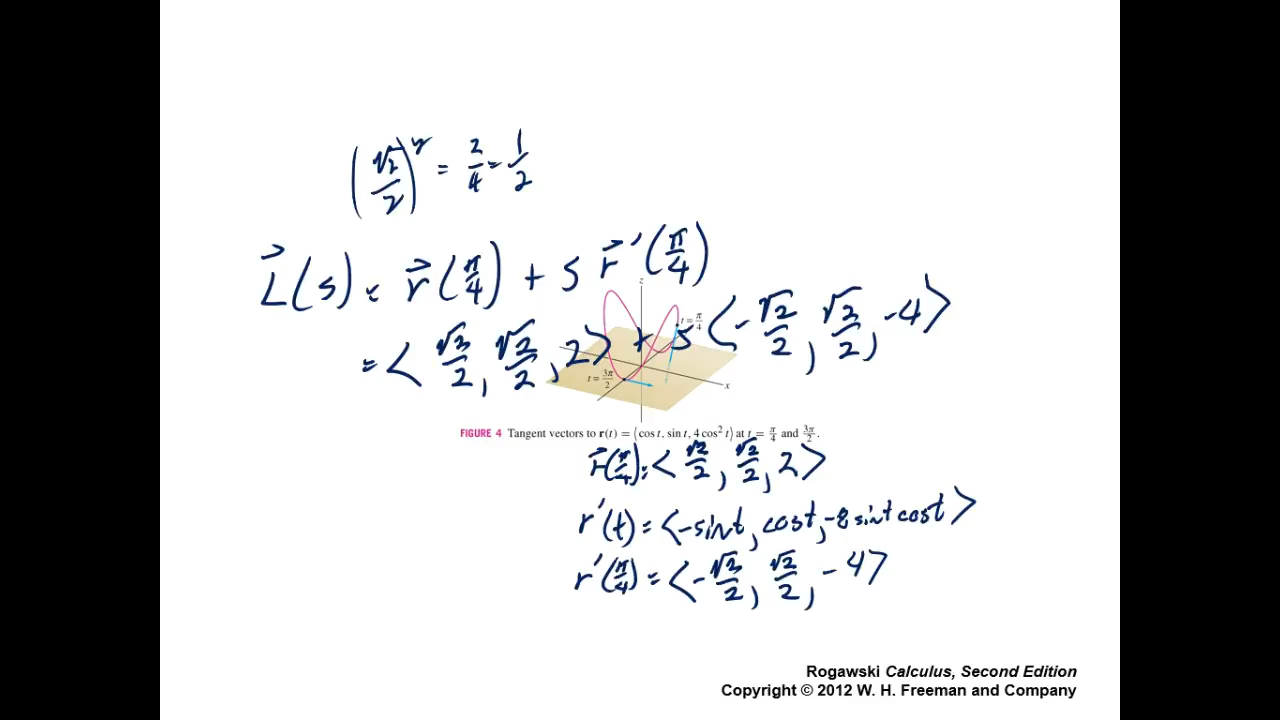 (√2/2)² = 2/4 = 1/2
L⃗(s) = r⃗(π/4) + s r⃗′(π/4)
= ⟨√2/2, √2/2, 2⟩ + s⟨-√2/2, √2/2, -4⟩
z
t = π/4
t = 3π/2
x
FIGURE 4 Tangent vectors to r(t) = ⟨cos t, sin t, 4 cos² t⟩ at t = π/4 and 3π/2.
r⃗(π/4) = ⟨√2/2, √2/2, 2⟩
r′(t) = ⟨-sin t, cos t, -8 sin t cos t⟩
r′(π/4) = ⟨-√2/2, √2/2, -4⟩
Rogawski Calculus, Second Edition
Copyright © 2012 W. H. Freeman and Company